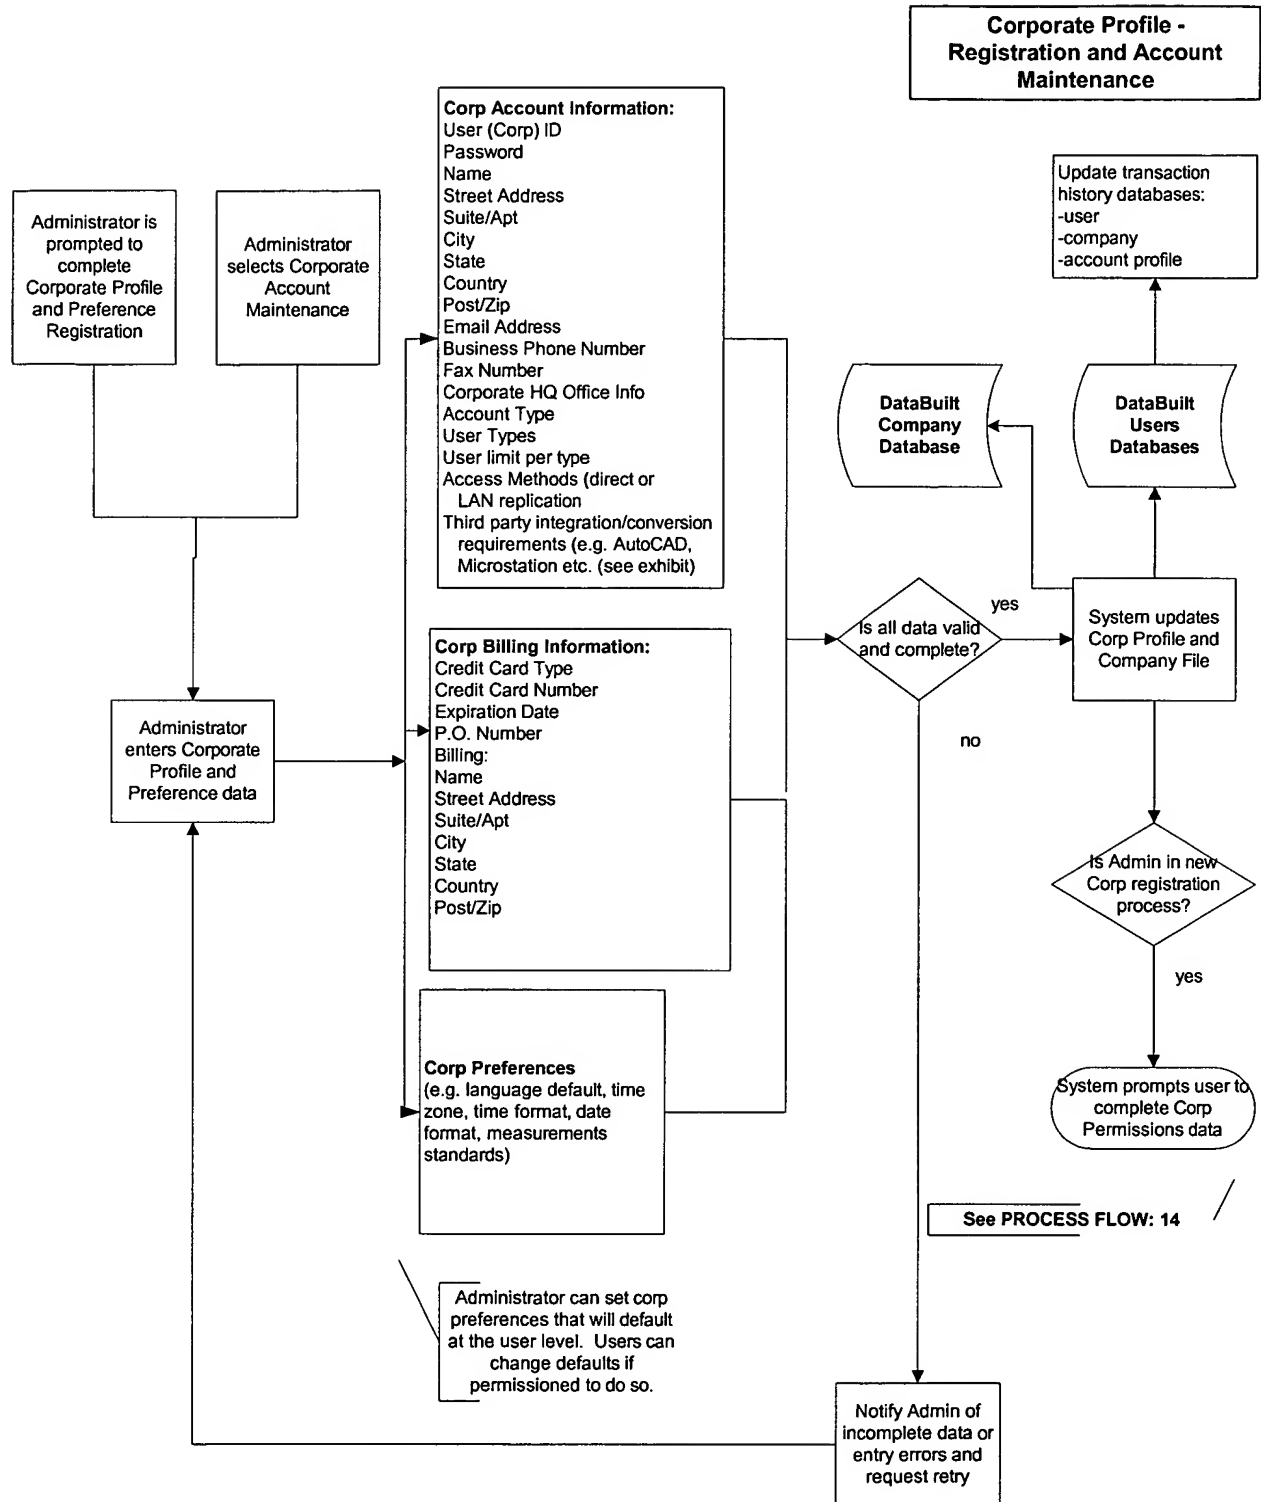 Corporate Profile -
Registration and Account
Maintenance
Administrator is
prompted to
complete
Corporate Profile
and Preference
Registration
Administrator
selects Corporate
Account
Maintenance
Corp Account Information:
User (Corp) ID
Password
Name
Street Address
Suite/Apt
City
State
Country
Post/Zip
Email Address
Business Phone Number
Fax Number
Corporate HQ Office Info
Account Type
User Types
User limit per type
Access Methods (direct or
LAN replication
Third party integration/conversion
requirements (e.g. AutoCAD,
Microstation etc. (see exhibit)
Update transaction
history databases:
-user
-company
-account profile
DataBuilt
Company
Database
DataBuilt
Users
Databases
Is all data valid
and complete?
yes
no
System updates
Corp Profile and
Company File
Administrator
enters Corporate
Profile and
Preference data
Corp Billing Information:
Credit Card Type
Credit Card Number
Expiration Date
P.O. Number
Billing:
Name
Street Address
Suite/Apt
City
State
Country
Post/Zip
Is Admin in new
Corp registration
process?
yes
Corp Preferences
(e.g. language default, time
zone, time format, date
format, measurements
standards)
System prompts user to
complete Corp
Permissions data
See PROCESS FLOW: 14
Administrator can set corp
preferences that will default
at the user level.  Users can
change defaults if
permissioned to do so.
Notify Admin of
incomplete data or
entry errors and
request retry